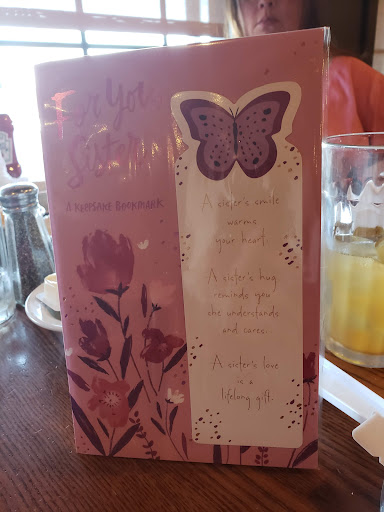 For You,
Sister
A KEEPSAKE BOOKMARK
A sister's smile
warms
your heart.
A sister's hug
reminds you
she understands
and cares...
A sister's love
is a
lifelong gift.